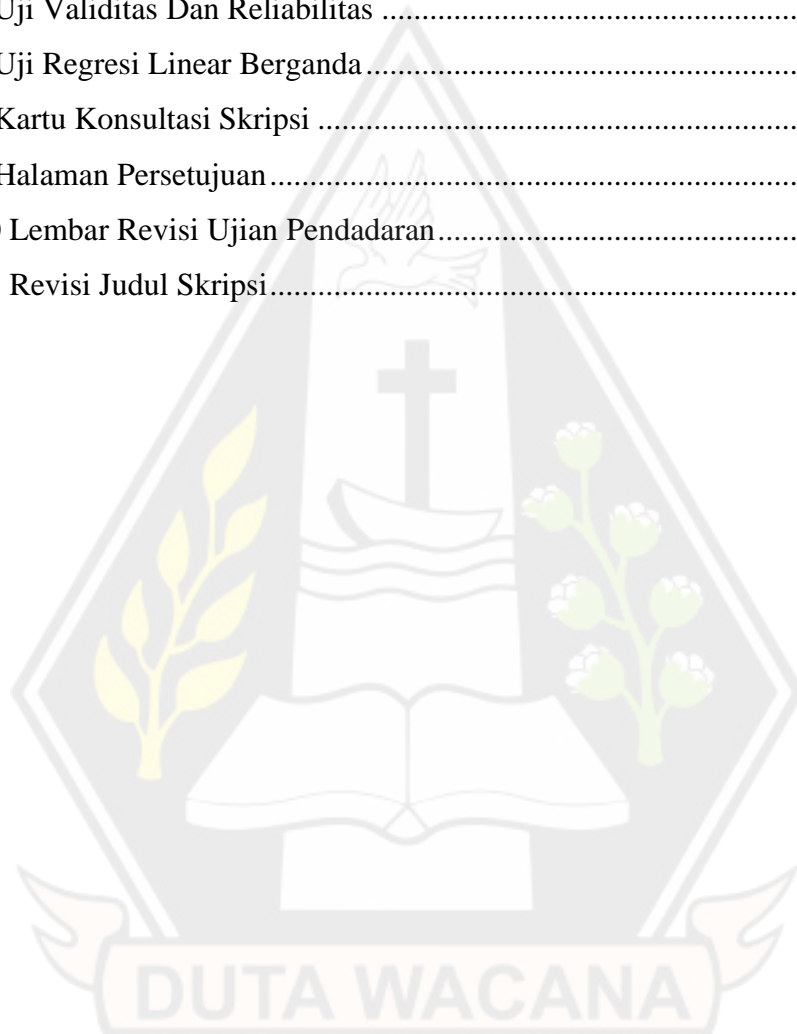 Uji Validitas Dan Reliabilitas ....................................................
Uji Regresi Linear Berganda......................................................
Kartu Konsultasi Skripsi ............................................................
Halaman Persetujuan..................................................................
Lembar Revisi Ujian Pendadaran.............................................
Revisi Judul Skripsi..................................................................
DUTA WACANA